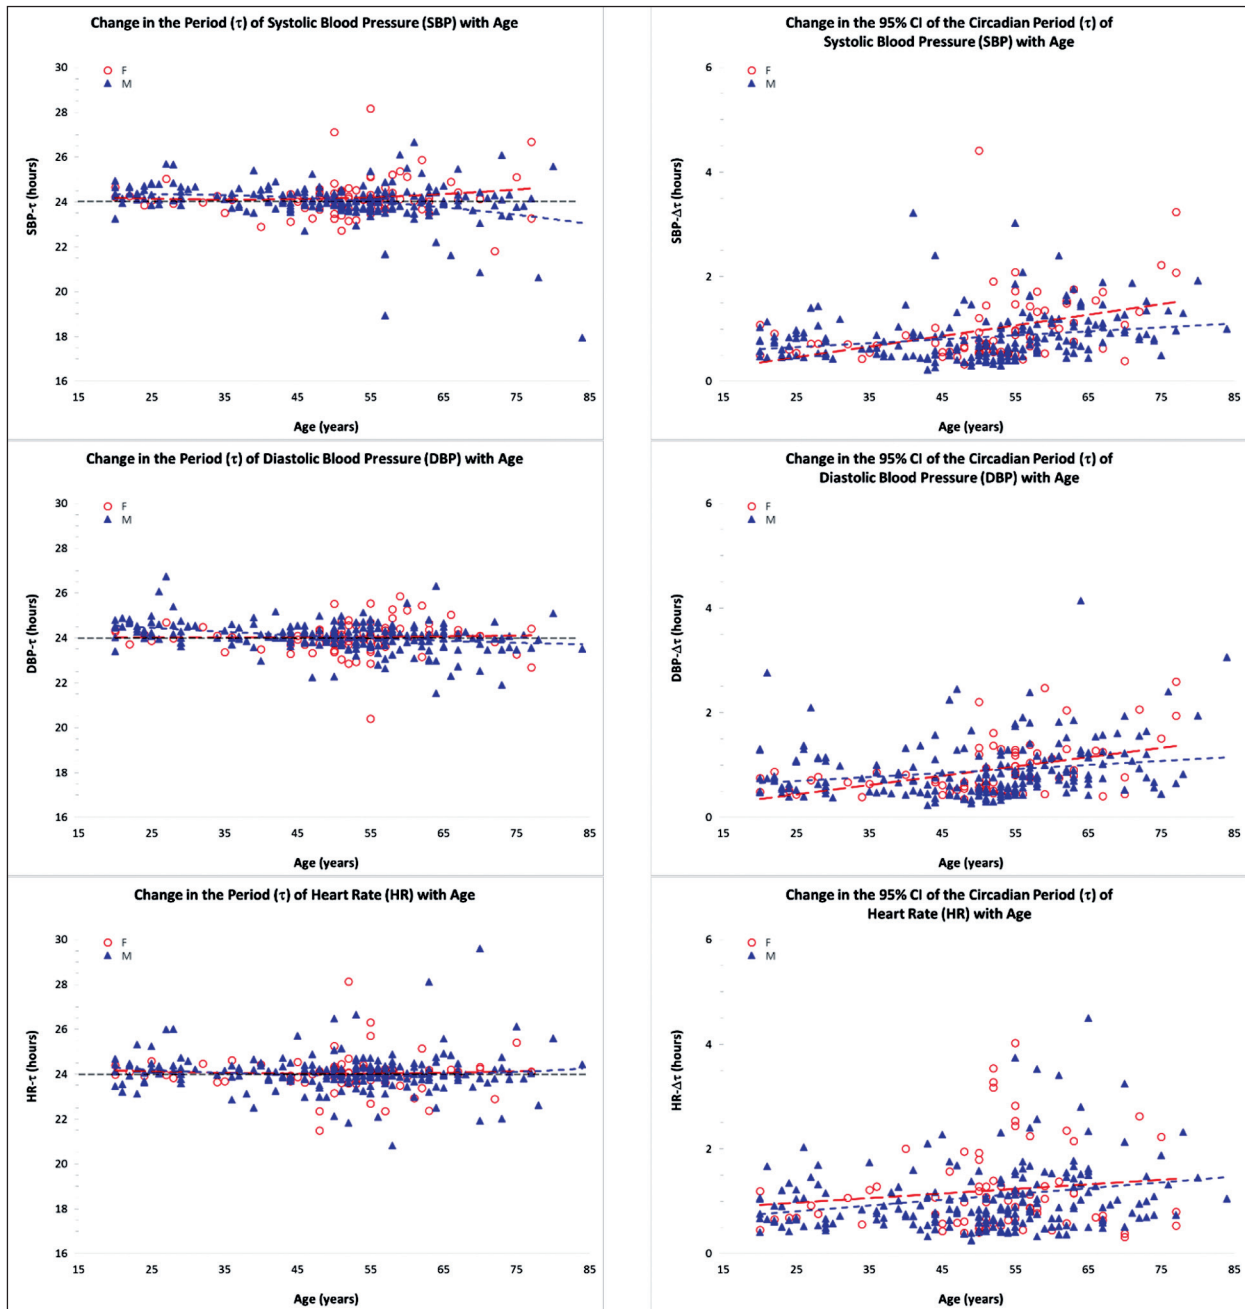 Change in the Period (τ) of Systolic Blood Pressure (SBP) with Age
30
28
26
24
22
20
18
16
F
M
SBP-τ (hours)
15 25 35 45 55 65 75 85
Age (years)
Change in the 95% CI of the Circadian Period (τ) of
Systolic Blood Pressure (SBP) with Age
6
4
2
0
F
M
SBP-Δτ (hours)
15 25 35 45 55 65 75 85
Age (years)
Change in the Period (τ) of Diastolic Blood Pressure (DBP) with Age
30
28
26
24
22
20
18
16
F
M
DBP-τ (hours)
15 25 35 45 55 65 75 85
Age (years)
Change in the 95% CI of the Circadian Period (τ) of
Diastolic Blood Pressure (DBP) with Age
6
4
2
0
F
M
DBP-Δτ (hours)
15 25 35 45 55 65 75 85
Age (years)
Change in the Period (τ) of Heart Rate (HR) with Age
30
28
26
24
22
20
18
16
F
M
HR-τ (hours)
15 25 35 45 55 65 75 85
Age (years)
Change in the 95% CI of the Circadian Period (τ) of
Heart Rate (HR) with Age
6
4
2
0
F
M
HR-Δτ (hours)
15 25 35 45 55 65 75 85
Age (years)